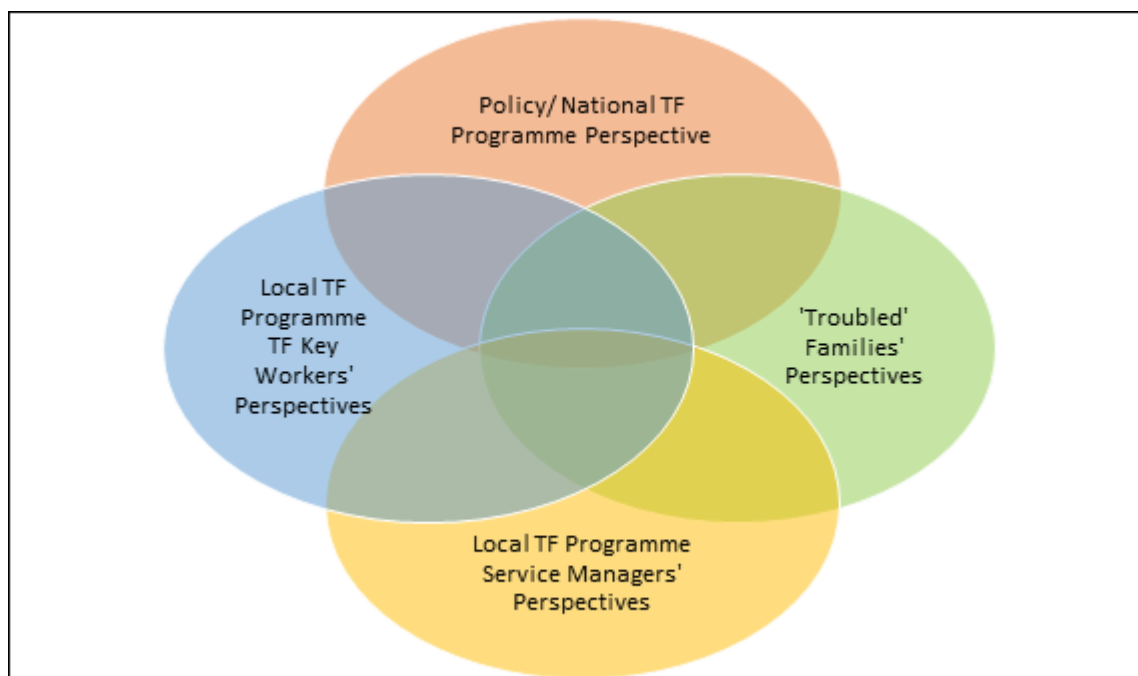 Policy/ National TF
Programme Perspective
Local TF
Programme
TF Key
Workers'
Perspectives
'Troubled'
Families'
Perspectives
Local TF Programme
Service Managers'
Perspectives